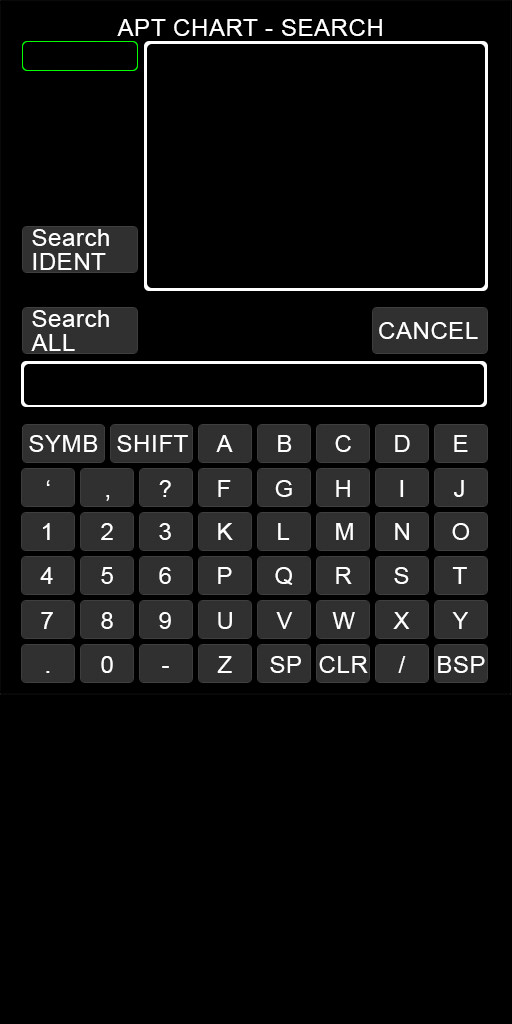 APT CHART - SEARCH
Search
IDENT
Search
ALL
CANCEL
SYMB SHIFT A B C D E
‘ , ? F G H I J
1 2 3 K L M N O
4 5 6 P Q R S T
7 8 9 U V W X Y
. 0 - Z SP CLR / BSP